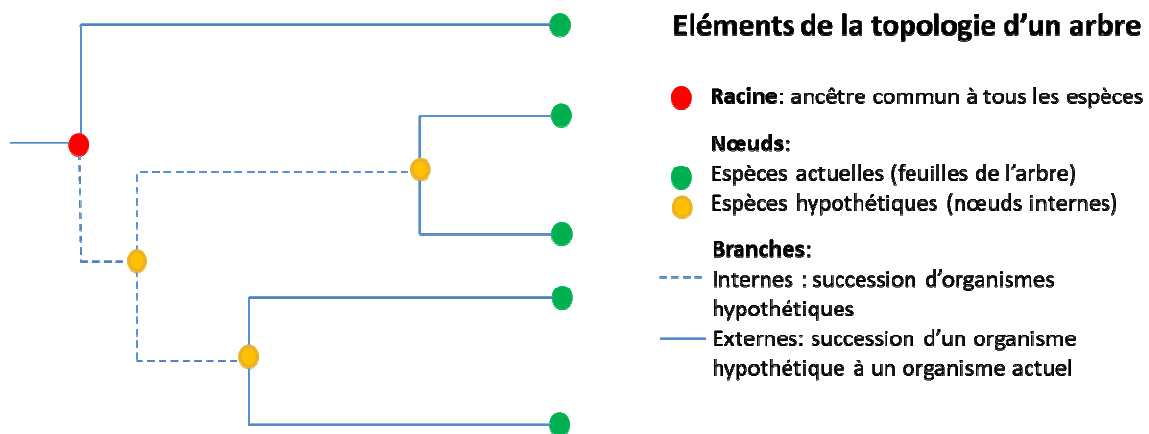 Eléments de la topologie d'un arbre
Racine: ancêtre commun à tous les espèces
Nœuds:
Espèces actuelles (feuilles de l'arbre)
Espèces hypothétiques (nœuds internes)
Branches:
Internes : succession d'organismes
hypothétiques
Externes: succession d'un organisme
hypothétique à un organisme actuel